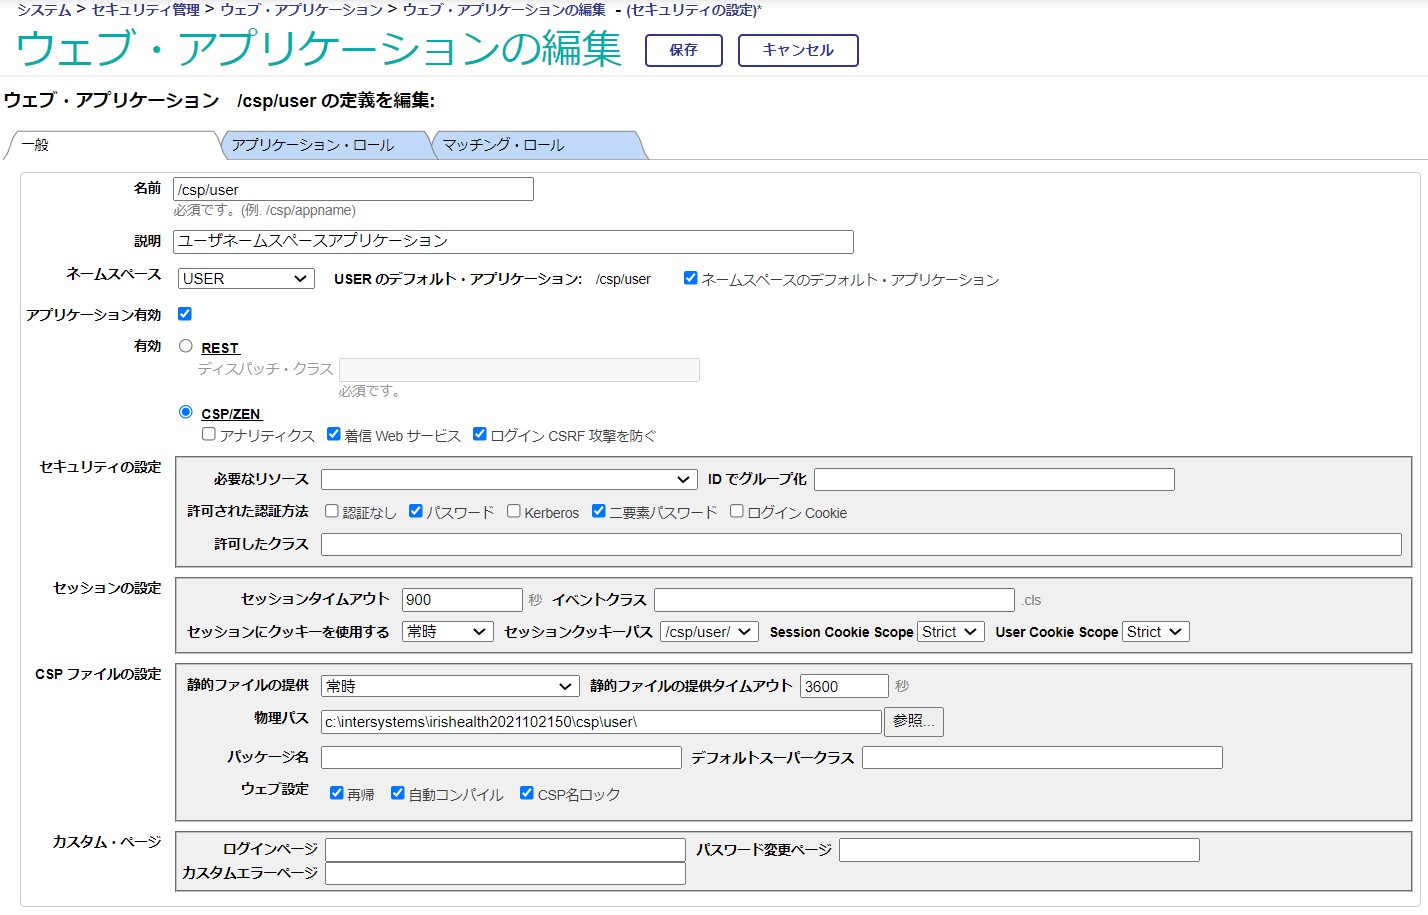 システム > セキュリティ管理 > ウェブ・アプリケーション > ウェブ・アプリケーションの編集 - (セキュリティの設定)*
ウェブ・アプリケーションの編集 保存 キャンセル
ウェブ・アプリケーション /csp/user の定義を編集:
一般 アプリケーション・ロール マッチング・ロール
名前 /csp/user
必須です。(例. /csp/appname)
説明 ユーザネームスペースアプリケーション
ネームスペース USER USER のデフォルト・アプリケーション: /csp/user ネームスペースのデフォルト・アプリケーション
アプリケーション有効
有効 REST
ディスパッチ・クラス
必須です。
CSP/ZEN
アナリティクス 着信 Web サービス ログイン CSRF 攻撃を防ぐ
セキュリティの設定
必要なリソース ID でグループ化
許可された認証方法 認証なし パスワード Kerberos 二要素パスワード ログイン Cookie
許可したクラス
セッションの設定
セッションタイムアウト 900 秒 イベントクラス .cls
セッションにクッキーを使用する 常時 セッションクッキーパス /csp/user/ Session Cookie Scope Strict User Cookie Scope Strict
CSP ファイルの設定
静的ファイルの提供 常時 静的ファイルの提供タイムアウト 3600 秒
物理パス c:\intersystems\irishealth2021102150\csp\user\ 参照...
パッケージ名 デフォルトスーパークラス
ウェブ設定 再帰 自動コンパイル CSP名ロック
カスタム・ページ
ログインページ パスワード変更ページ
カスタムエラーページ